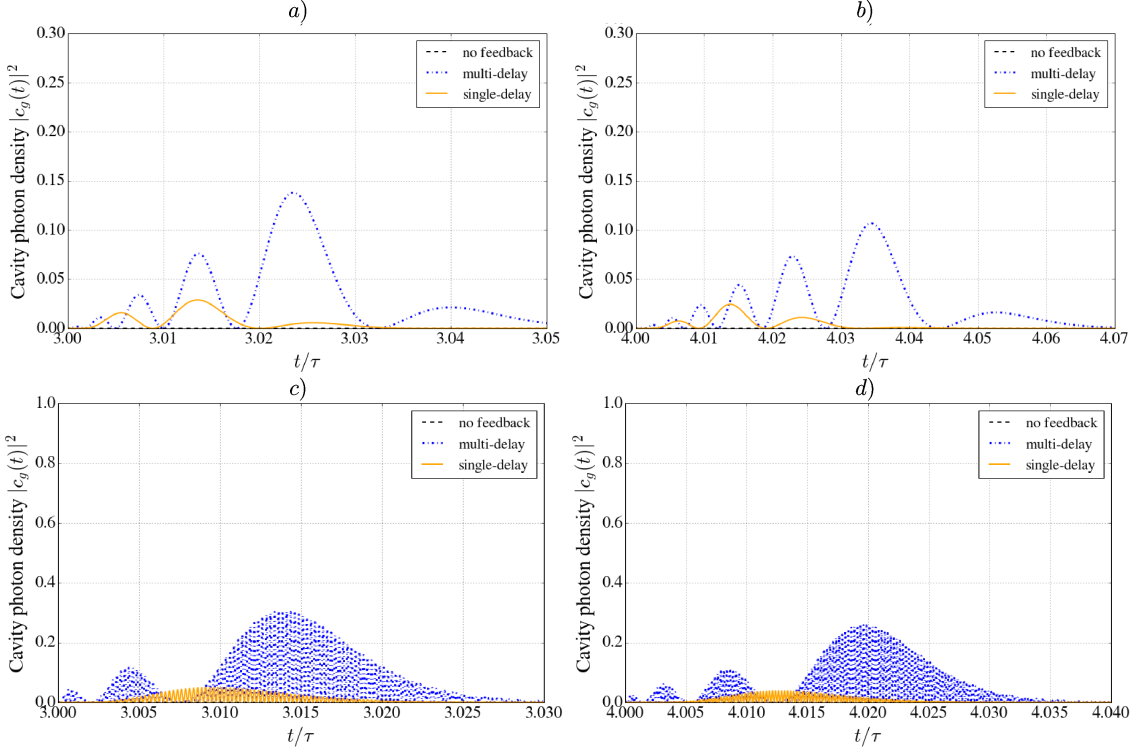 a)
b)
Cavity photon density |c_g(t)|^2
0.30
0.25
0.20
0.15
0.10
0.05
0.00
no feedback
multi-delay
single-delay
3.00 3.01 3.02 3.03 3.04 3.05
t/τ
Cavity photon density |c_g(t)|^2
0.30
0.25
0.20
0.15
0.10
0.05
0.00
no feedback
multi-delay
single-delay
4.00 4.01 4.02 4.03 4.04 4.05 4.06 4.07
t/τ
c)
d)
Cavity photon density |c_g(t)|^2
1.0
0.8
0.6
0.4
0.2
0.0
no feedback
multi-delay
single-delay
3.000 3.005 3.010 3.015 3.020 3.025 3.030
t/τ
Cavity photon density |c_g(t)|^2
1.0
0.8
0.6
0.4
0.2
0.0
no feedback
multi-delay
single-delay
4.000 4.005 4.010 4.015 4.020 4.025 4.030 4.035 4.040
t/τ